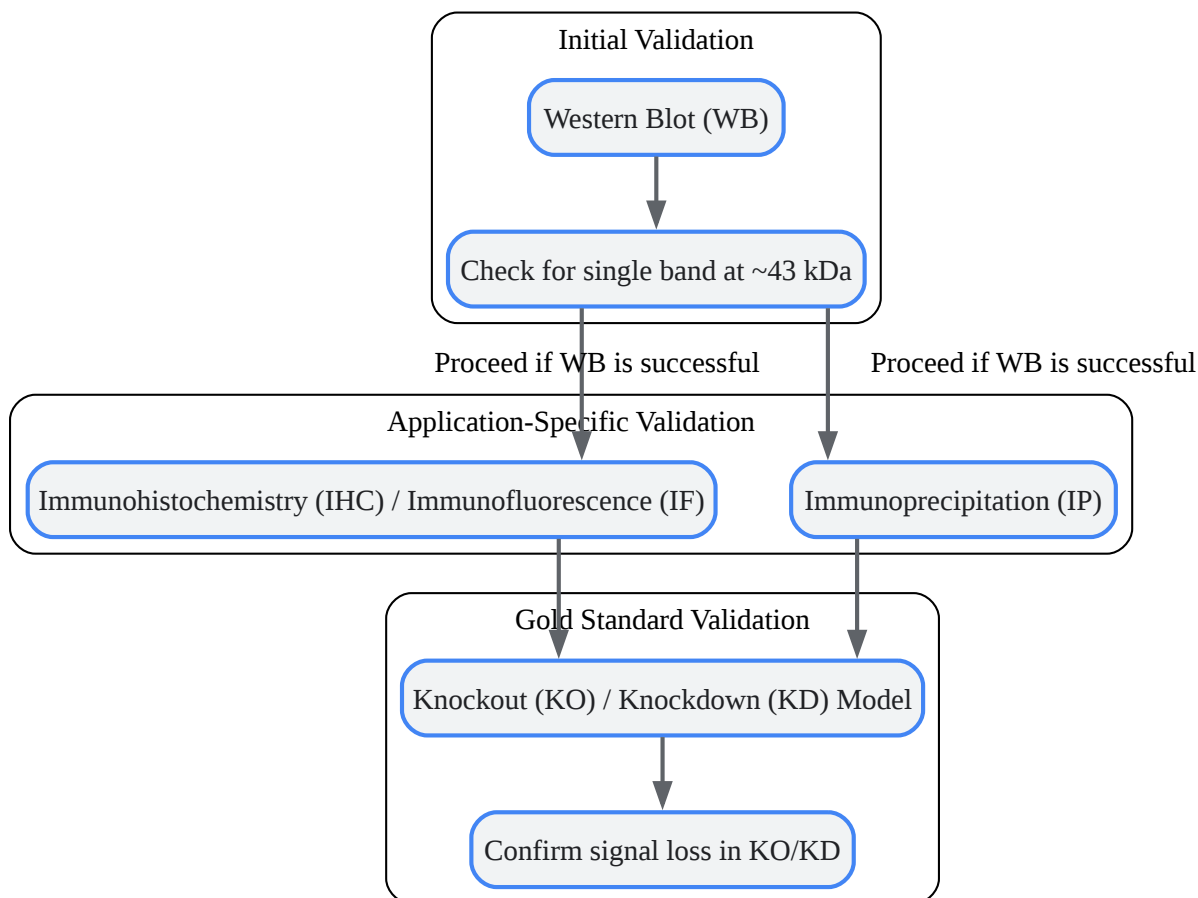 Initial Validation
Western Blot (WB)
Check for single band at ~43 kDa
Proceed if WB is successful
Proceed if WB is successful
Application-Specific Validation
Immunohistochemistry (IHC) / Immunofluorescence (IF)
Immunoprecipitation (IP)
Gold Standard Validation
Knockout (KO) / Knockdown (KD) Model
Confirm signal loss in KO/KD